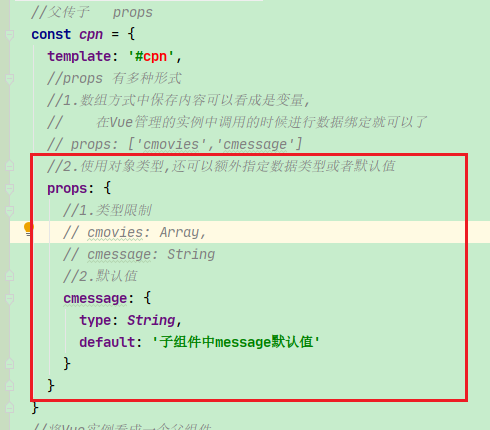 //父传子   props
const cpn = {
template: '#cpn',
//props 有多种形式
//1.数组方式中保存内容可以看成是变量,
//    在Vue管理的实例中调用的时候进行数据绑定就可以了
// props: ['cmovies','cmessage']
//2.使用对象类型,还可以额外指定数据类型或者默认值
props: {
//1.类型限制
// cmovies: Array,
// cmessage: String
//2.默认值
cmessage: {
type: String,
default: '子组件中message默认值'
}
}
}
//将Vue实例看成一个父组件